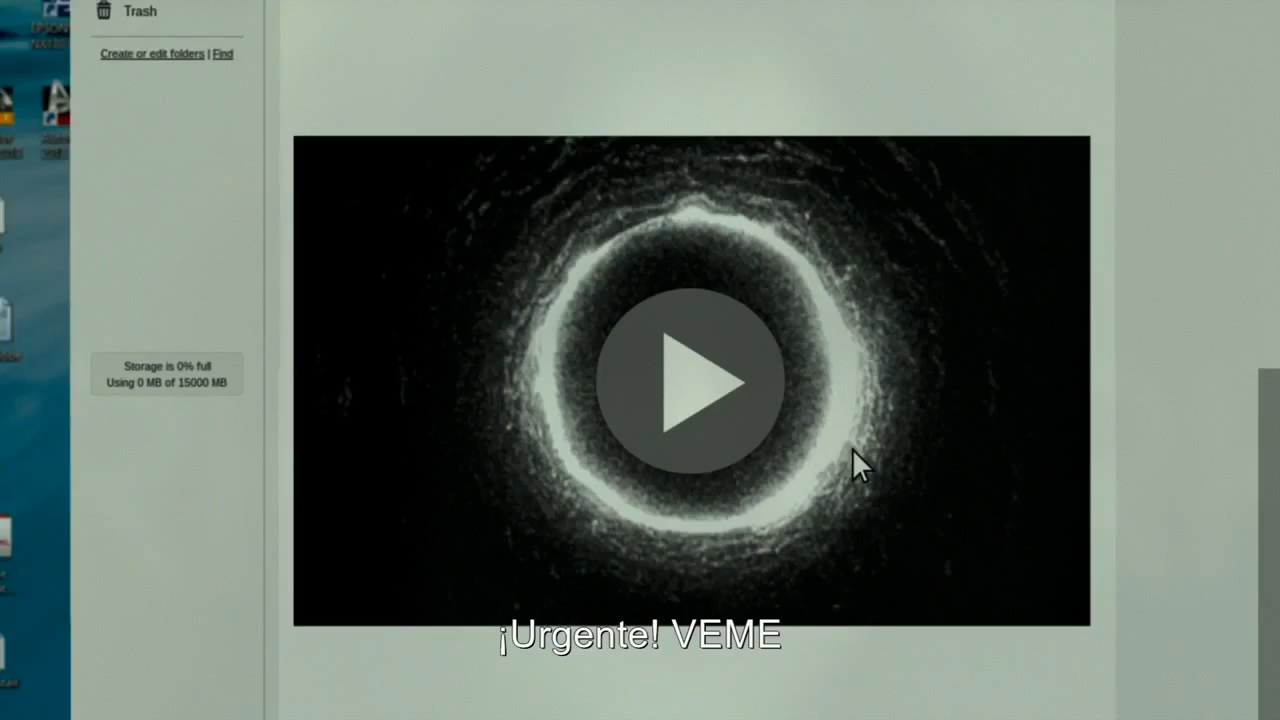 Trash
Create or edit folders | Find
Storage is 0% full
Using 0 MB of 15000 MB
¡Urgente! VEME